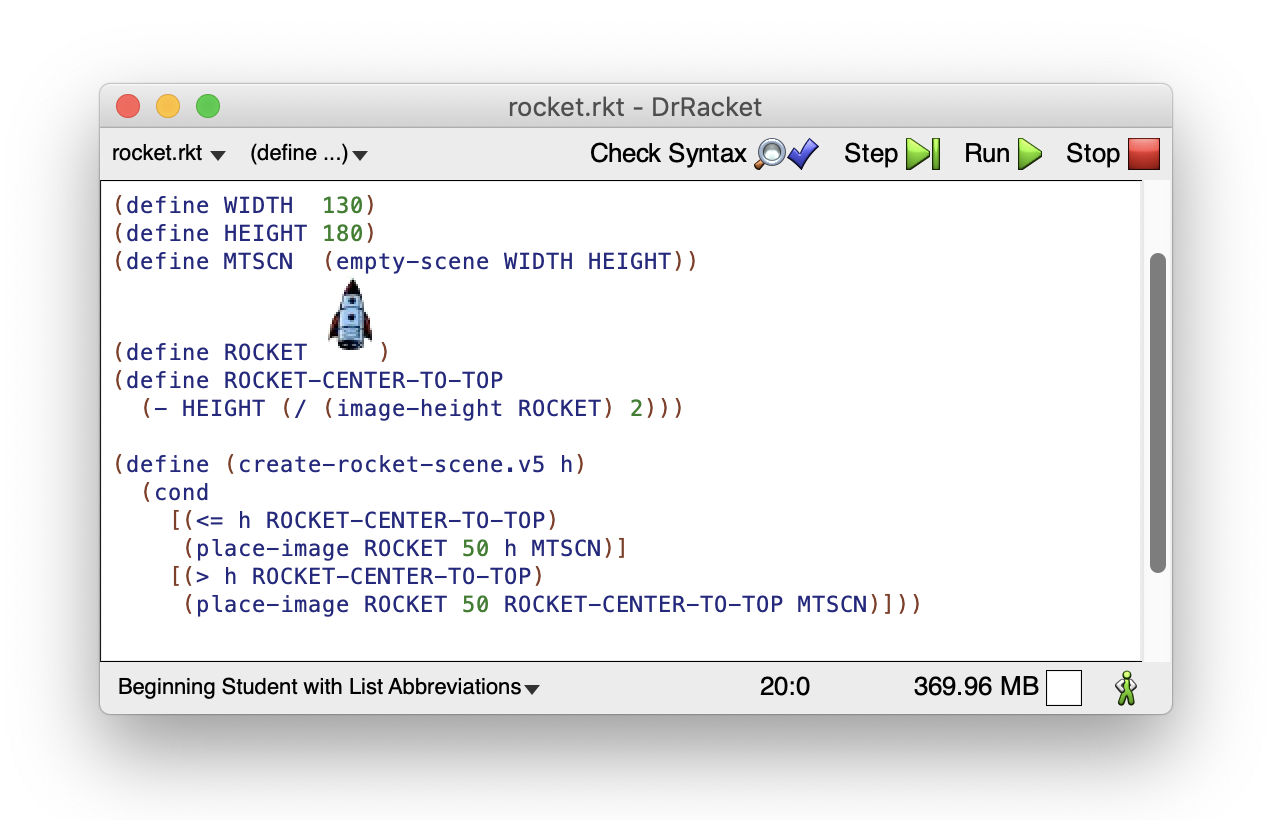 rocket.rkt - DrRacket
rocket.rkt (define ...) Check Syntax Step Run Stop
(define WIDTH  130)
(define HEIGHT 180)
(define MTSCN  (empty-scene WIDTH HEIGHT))
(define ROCKET )
(define ROCKET-CENTER-TO-TOP
  (- HEIGHT (/ (image-height ROCKET) 2)))
(define (create-rocket-scene.v5 h)
  (cond
    [(<= h ROCKET-CENTER-TO-TOP)
     (place-image ROCKET 50 h MTSCN)]
    [(> h ROCKET-CENTER-TO-TOP)
     (place-image ROCKET 50 ROCKET-CENTER-TO-TOP MTSCN)]))
Beginning Student with List Abbreviations 20:0 369.96 MB